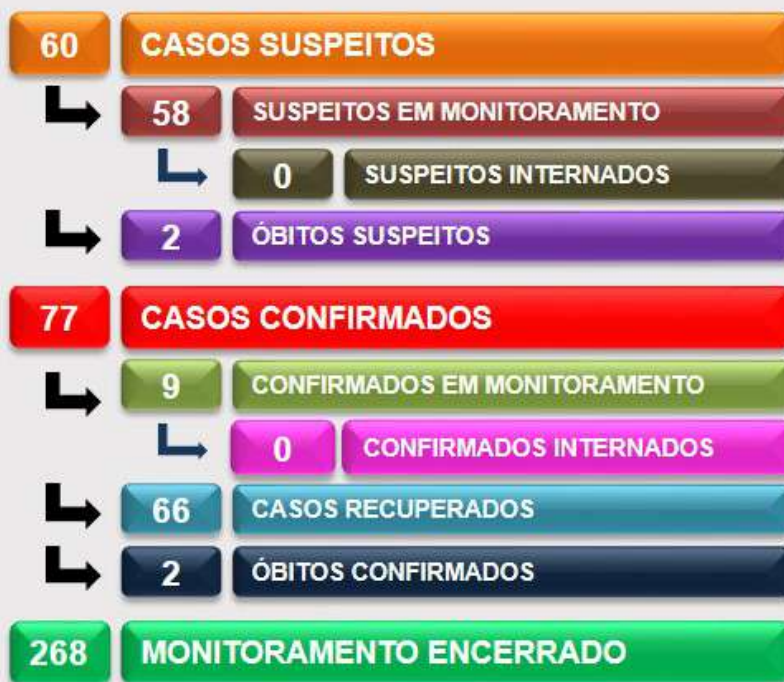 60 CASOS SUSPEITOS
58 SUSPEITOS EM MONITORAMENTO
0 SUSPEITOS INTERNADOS
2 ÓBITOS SUSPEITOS
77 CASOS CONFIRMADOS
9 CONFIRMADOS EM MONITORAMENTO
0 CONFIRMADOS INTERNADOS
66 CASOS RECUPERADOS
2 ÓBITOS CONFIRMADOS
268 MONITORAMENTO ENCERRADO